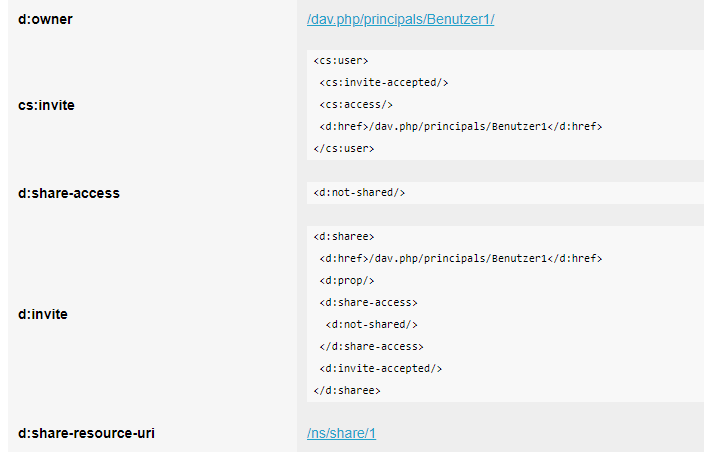 d:owner /dav.php/principals/Benutzer1/
cs:invite
<cs:user>
<cs:invite-accepted/>
<cs:access/>
<d:href>/dav.php/principals/Benutzer1</d:href>
</cs:user>
d:share-access <d:not-shared/>
d:invite
<d:sharee>
<d:href>/dav.php/principals/Benutzer1</d:href>
<d:prop/>
<d:share-access>
<d:not-shared/>
</d:share-access>
<d:invite-accepted/>
</d:sharee>
d:share-resource-uri /ns/share/1